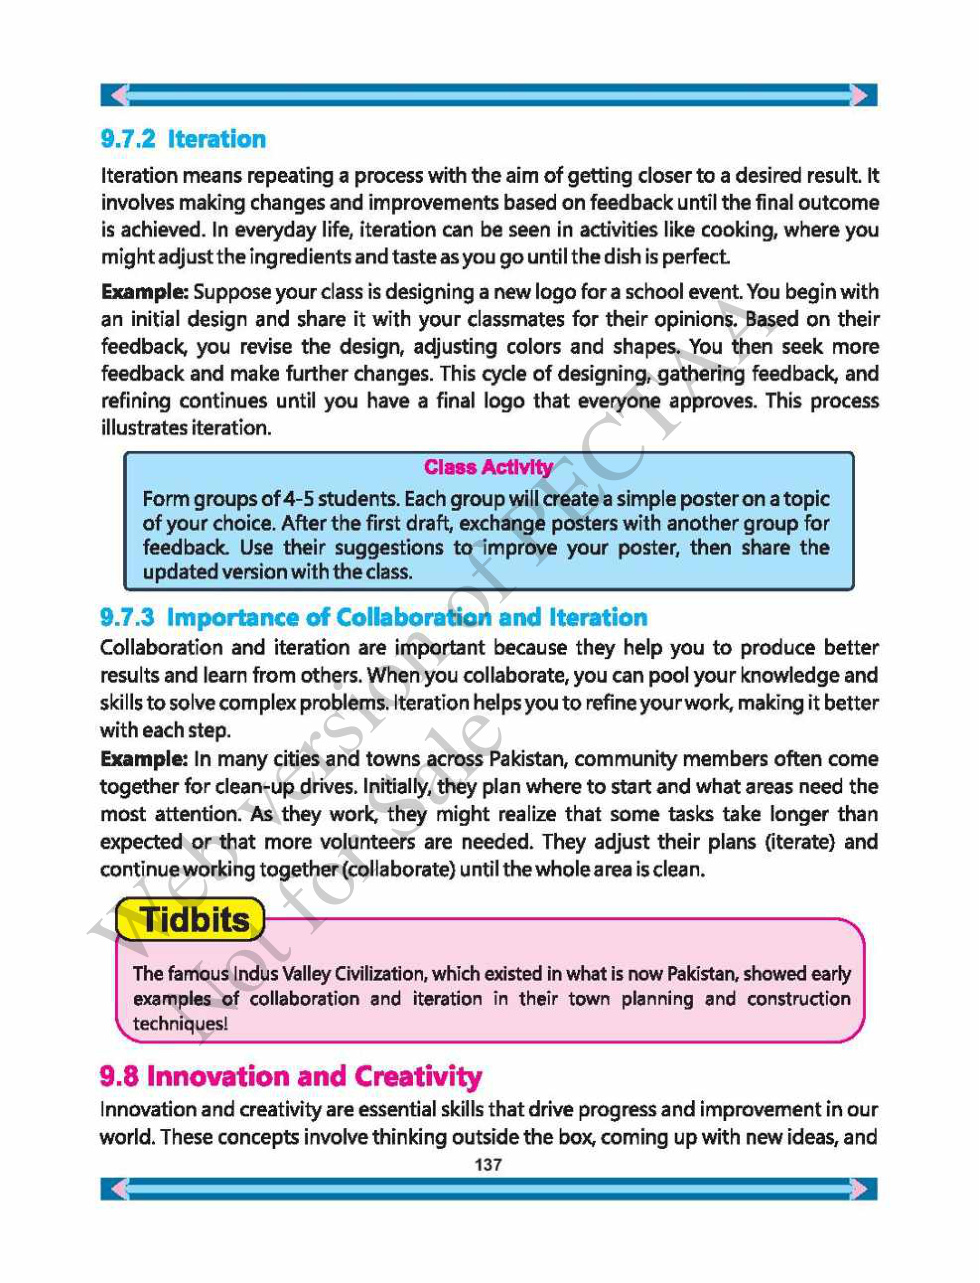 9.7.2 Iteration
Iteration means repeating a process with the aim of getting closer to a desired result. It
involves making changes and improvements based on feedback until the final outcome
is achieved. In everyday life, iteration can be seen in activities like cooking, where you
might adjust the ingredients and taste as you go until the dish is perfect.
Example: Suppose your class is designing a new logo for a school event. You begin with
an initial design and share it with your classmates for their opinions. Based on their
feedback, you revise the design, adjusting colors and shapes. You then seek more
feedback and make further changes. This cycle of designing, gathering feedback, and
refining continues until you have a final logo that everyone approves. This process
illustrates iteration.
Class Activity
Form groups of 4-5 students. Each group will create a simple poster on a topic
of your choice. After the first draft, exchange posters with another group for
feedback. Use their suggestions to improve your poster, then share the
updated version with the class.
9.7.3 Importance of Collaboration and Iteration
Collaboration and iteration are important because they help you to produce better
results and learn from others. When you collaborate, you can pool your knowledge and
skills to solve complex problems. Iteration helps you to refine your work, making it better
with each step.
Example: In many cities and towns across Pakistan, community members often come
together for clean-up drives. Initially, they plan where to start and what areas need the
most attention. As they work, they might realize that some tasks take longer than
expected or that more volunteers are needed. They adjust their plans (iterate) and
continue working together (collaborate) until the whole area is clean.
Tidbits
The famous Indus Valley Civilization, which existed in what is now Pakistan, showed early
examples of collaboration and iteration in their town planning and construction
techniques!
9.8 Innovation and Creativity
Innovation and creativity are essential skills that drive progress and improvement in our
world. These concepts involve thinking outside the box, coming up with new ideas, and
137
Web version of PECTAA
Not for Sale